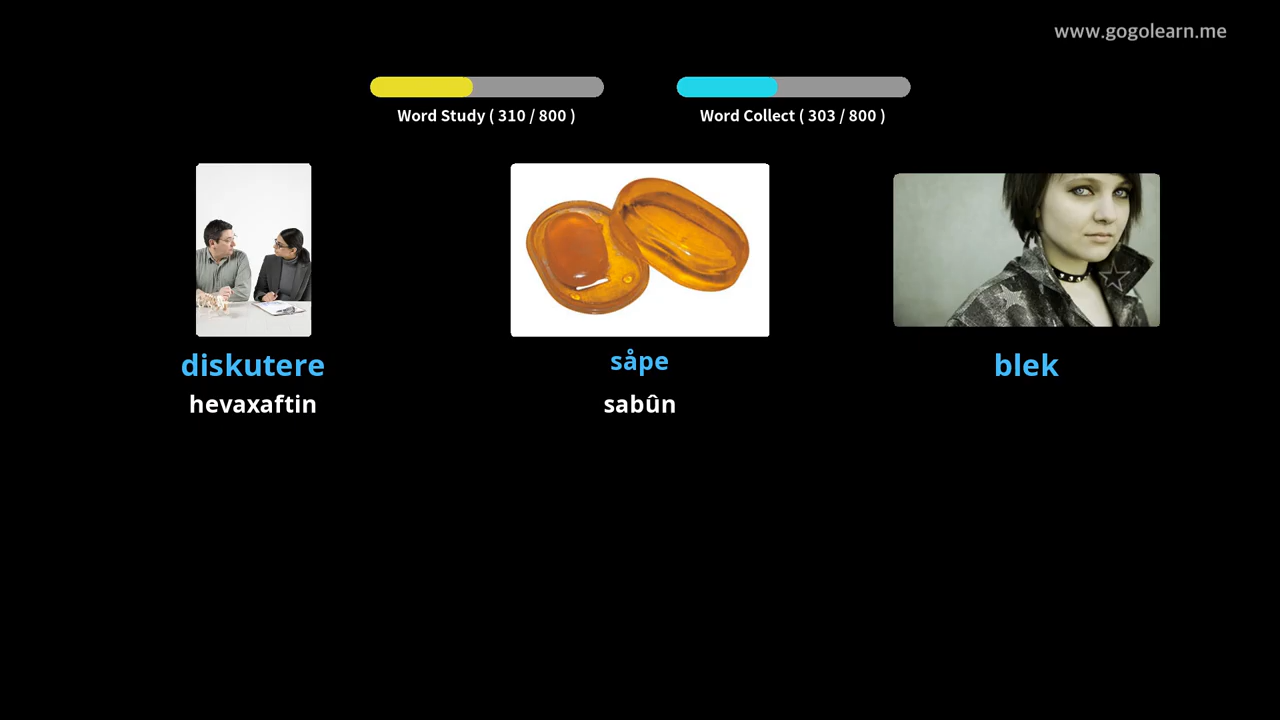 www.gogolearn.me
Word Study ( 310 / 800 )
Word Collect ( 303 / 800 )
diskutere
hevaxaftin
såpe
sabûn
blek